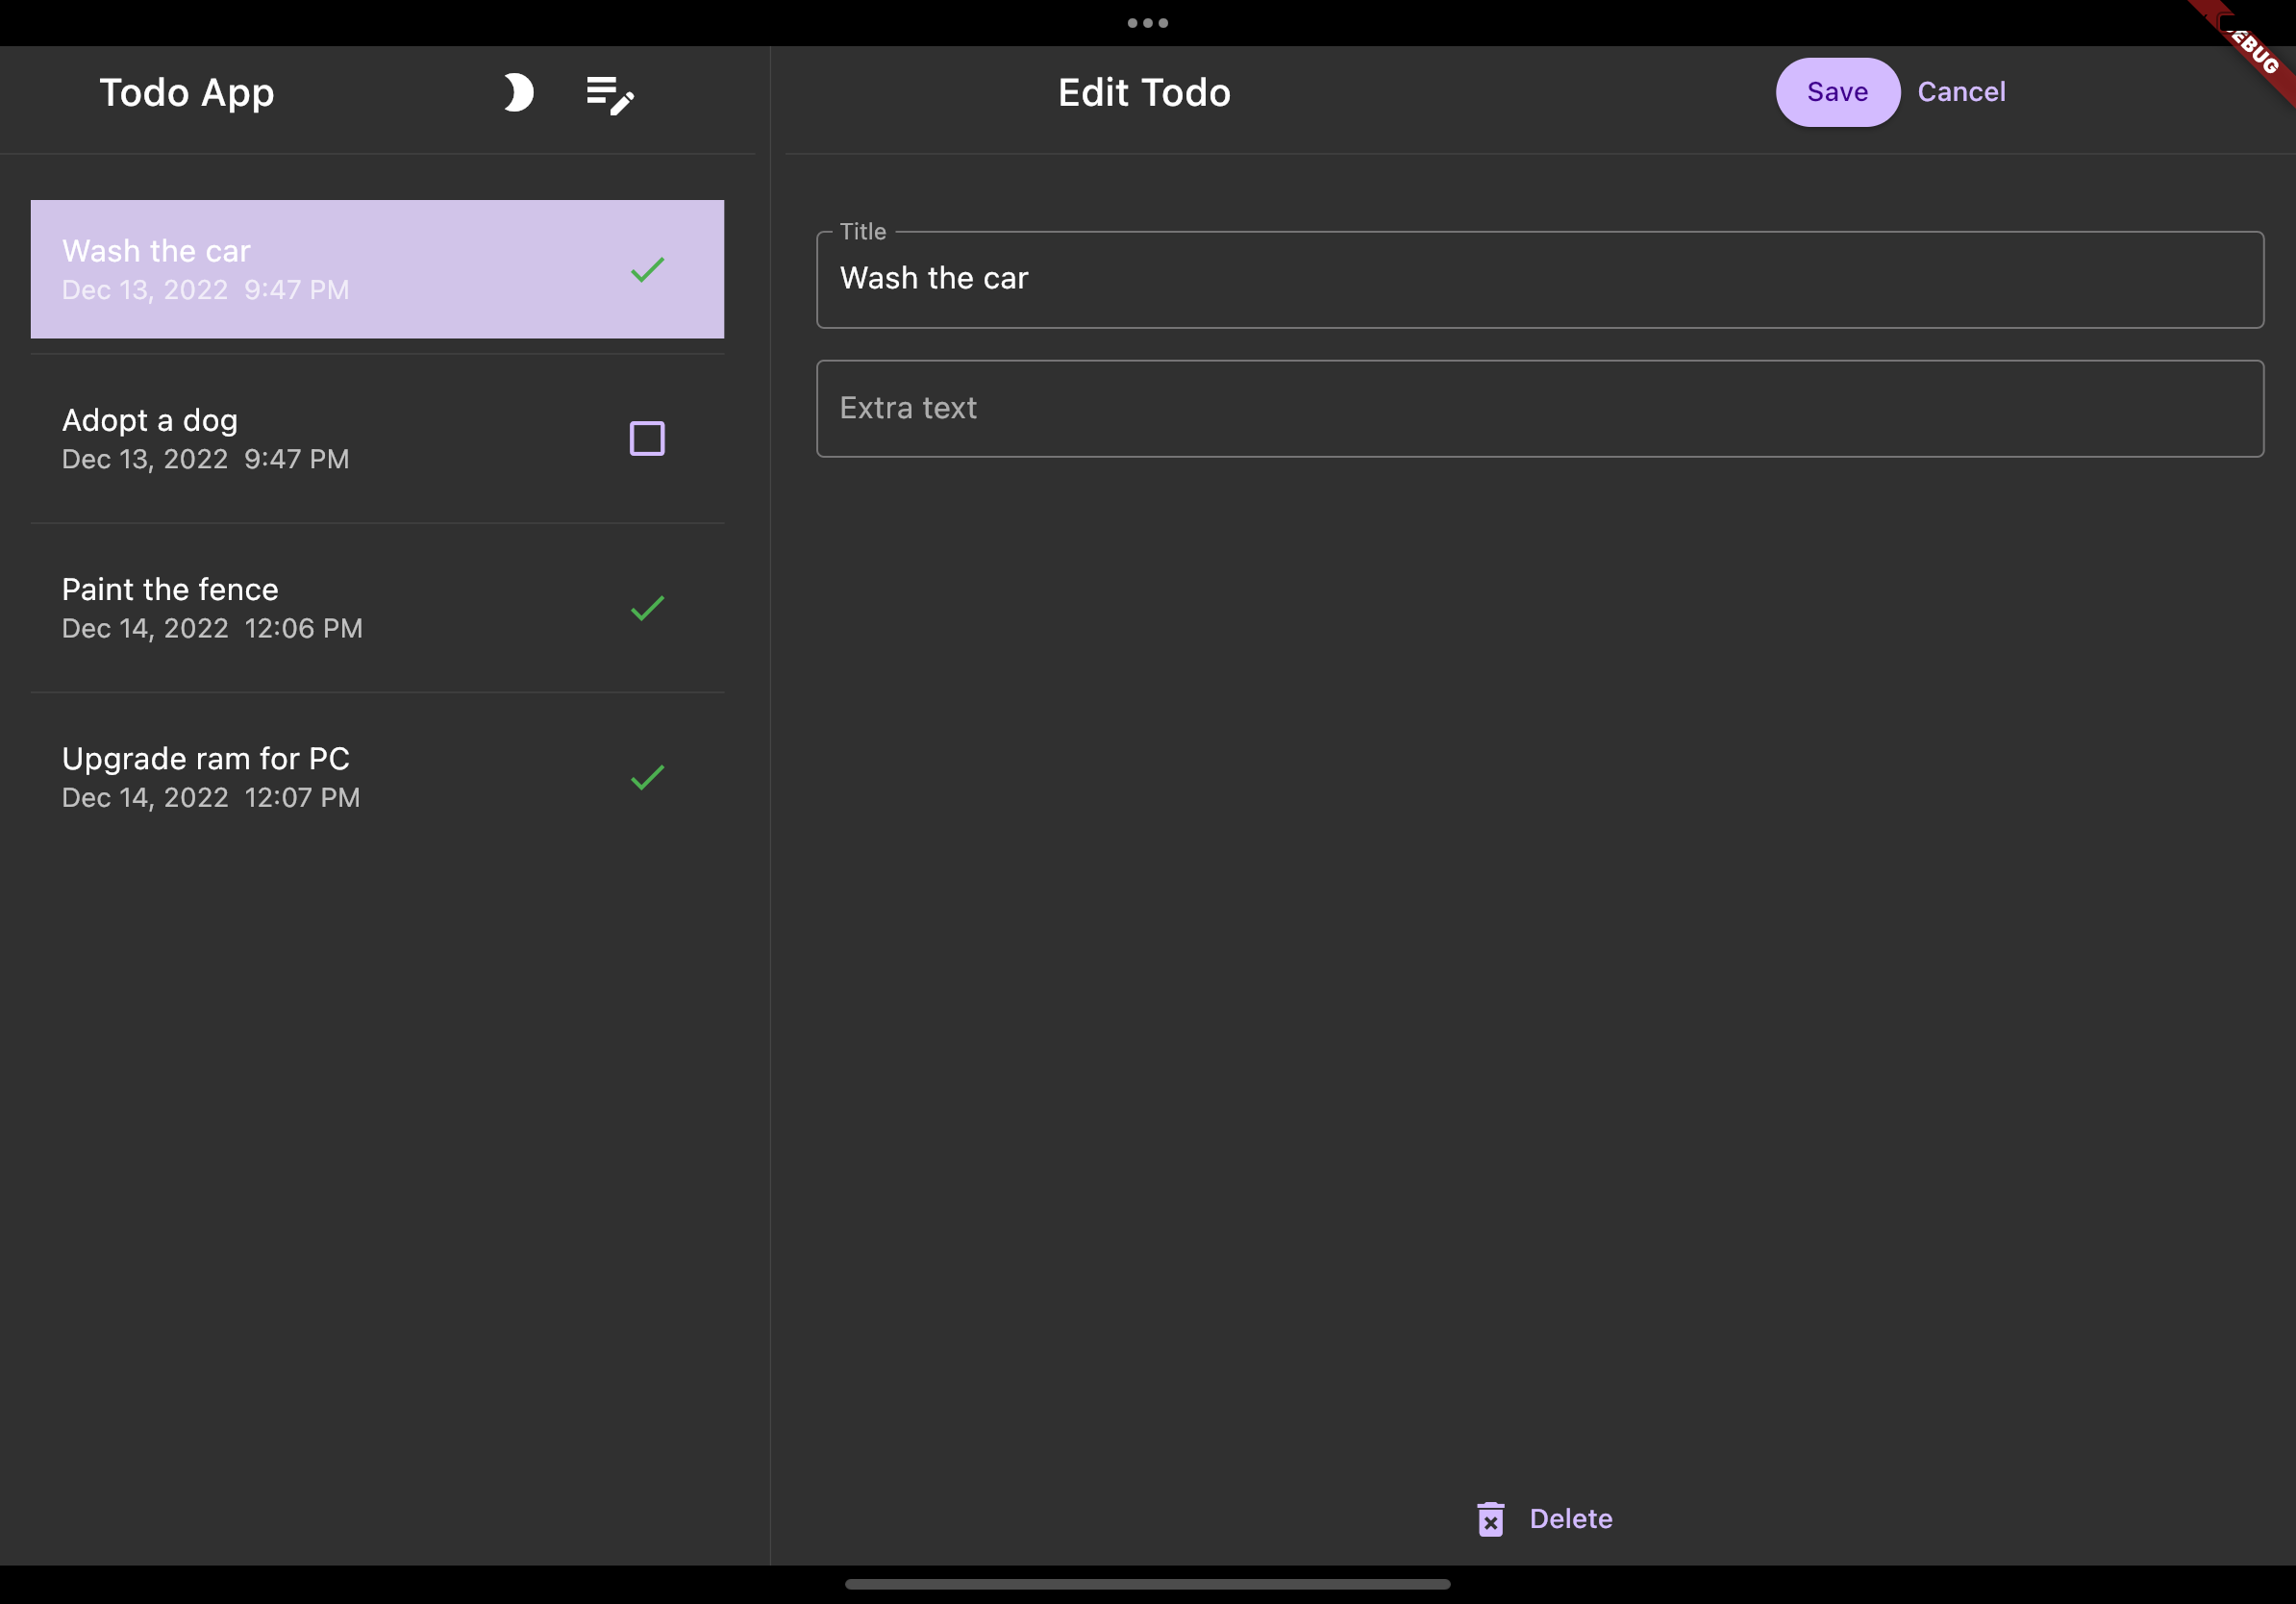 Todo App
Wash the car
Dec 13, 2022  9:47 PM
Adopt a dog
Dec 13, 2022  9:47 PM
Paint the fence
Dec 14, 2022  12:06 PM
Upgrade ram for PC
Dec 14, 2022  12:07 PM
Edit Todo
Save
Cancel
Title
Wash the car
Extra text
Delete